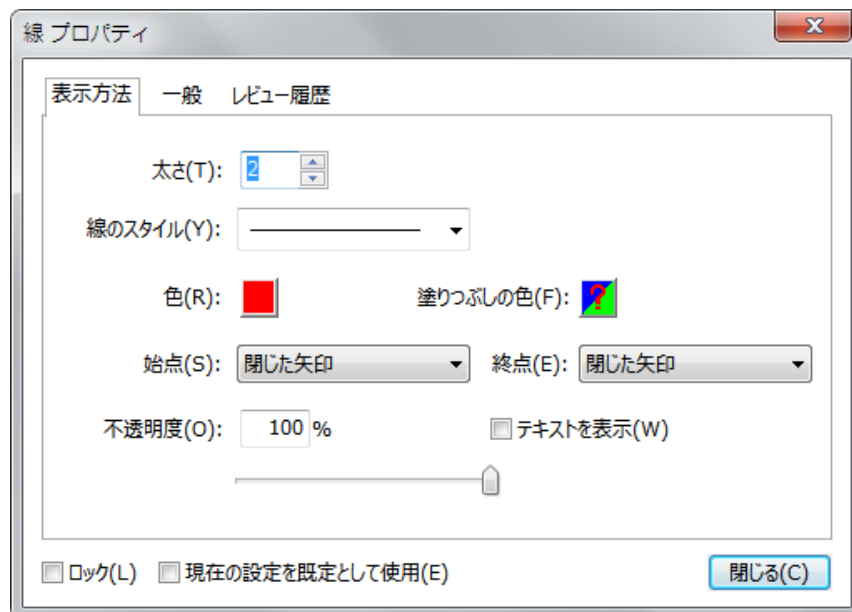 線 プロパティ
表示方法 一般 レビュー履歴
太さ(T): 2
線のスタイル(Y):
色(R): 塗りつぶしの色(F): ?
始点(S): 閉じた矢印 終点(E): 閉じた矢印
不透明度(O): 100 % テキストを表示(W)
ロック(L) 現在の設定を既定として使用(E) 閉じる(C)